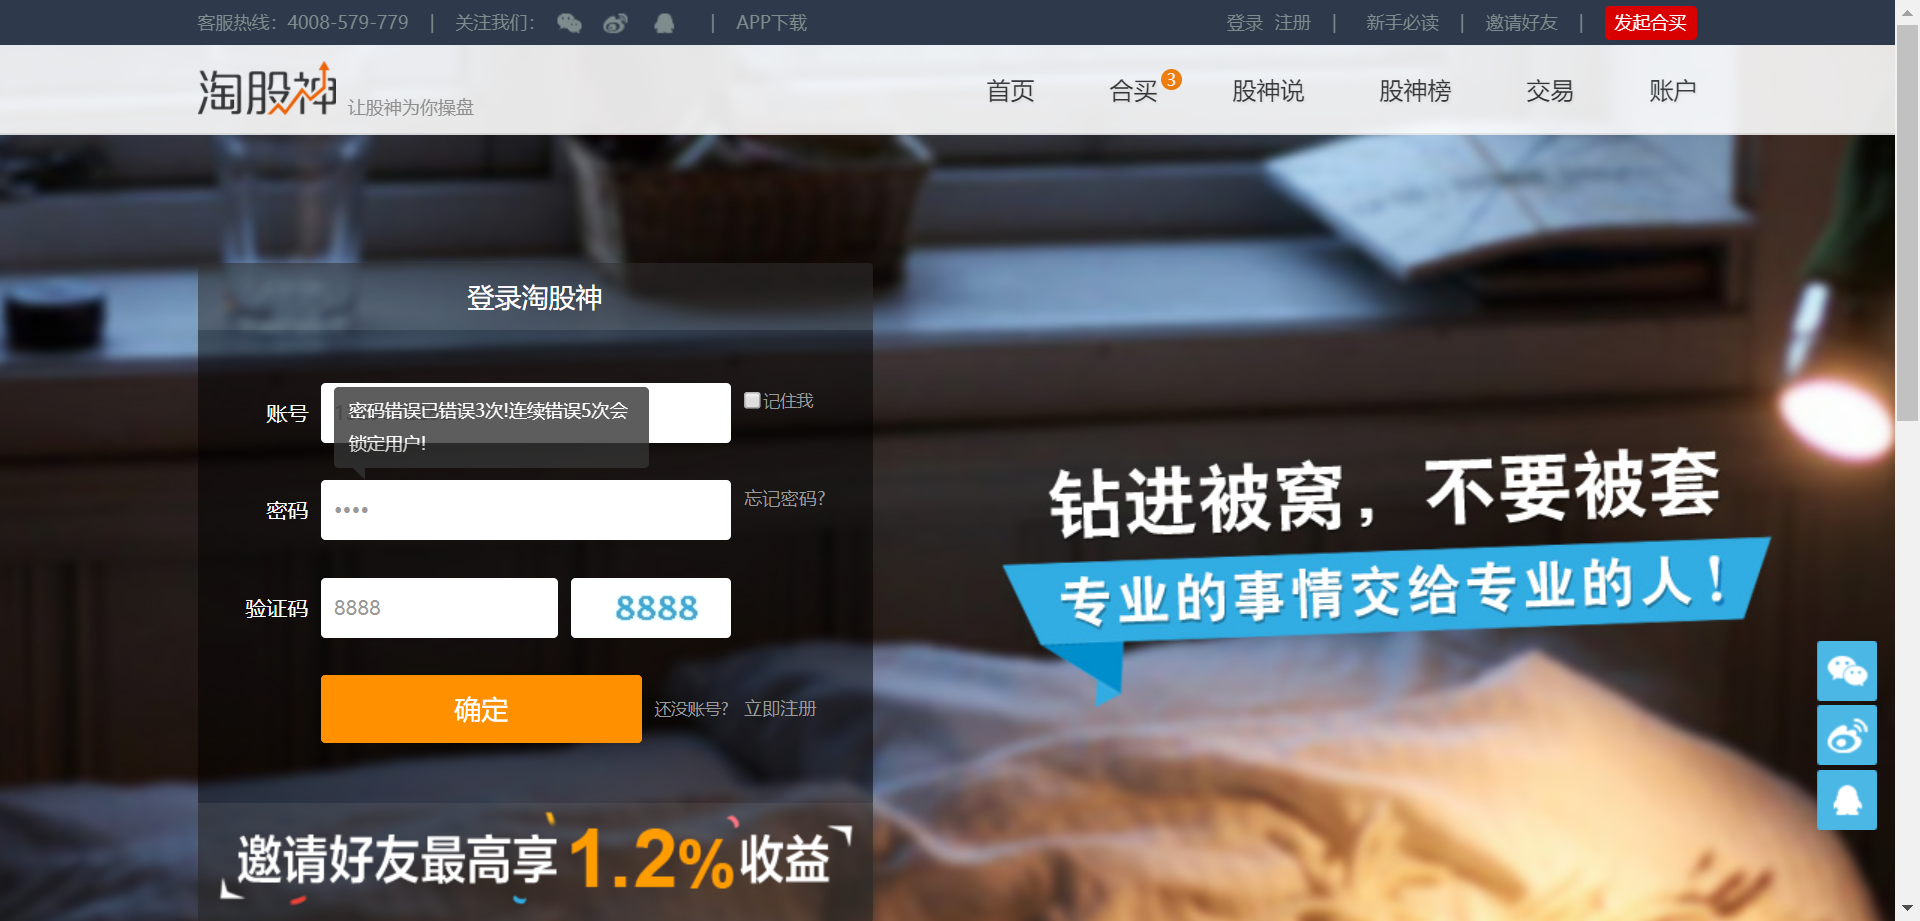 客服热线：4008-579-779 | 关注我们： | APP下载
登录 注册 | 新手必读 | 邀请好友 | 发起合买
淘股神 让股神为你操盘
首页 合买 3 股神说 股神榜 交易 账户
登录淘股神
账号
密码错误已错误3次!连续错误5次会
锁定用户!
记住我
密码 •••• 忘记密码?
验证码 8888 8888
确定 还没账号? 立即注册
邀请好友最高享1.2%收益
钻进被窝，不要被套
专业的事情交给专业的人！